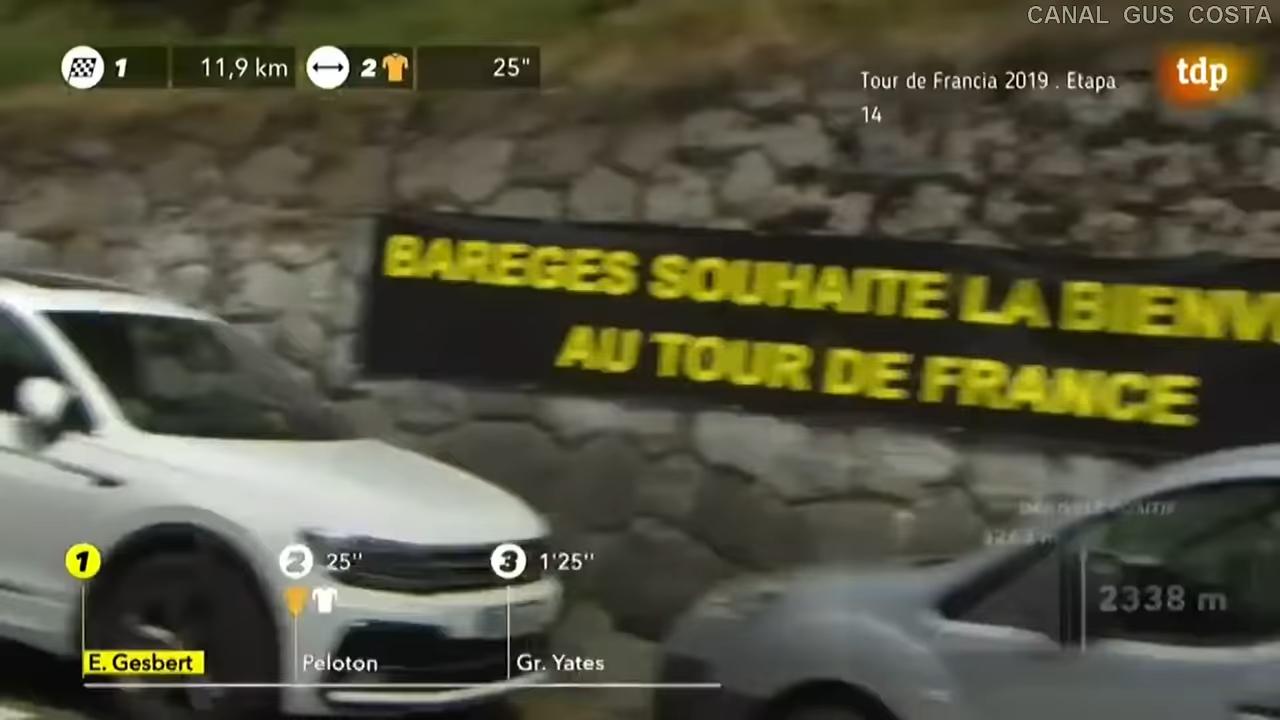 CANAL GUS COSTA
1 11,9 km 2 25"
tdp
Tour de Francia 2019 . Etapa
14
BAREGES SOUHAITE LA BIENV
AU TOUR DE FRANCE
1 2 25" 3 1'25"
2338 m
E. Gesbert Peloton Gr. Yates